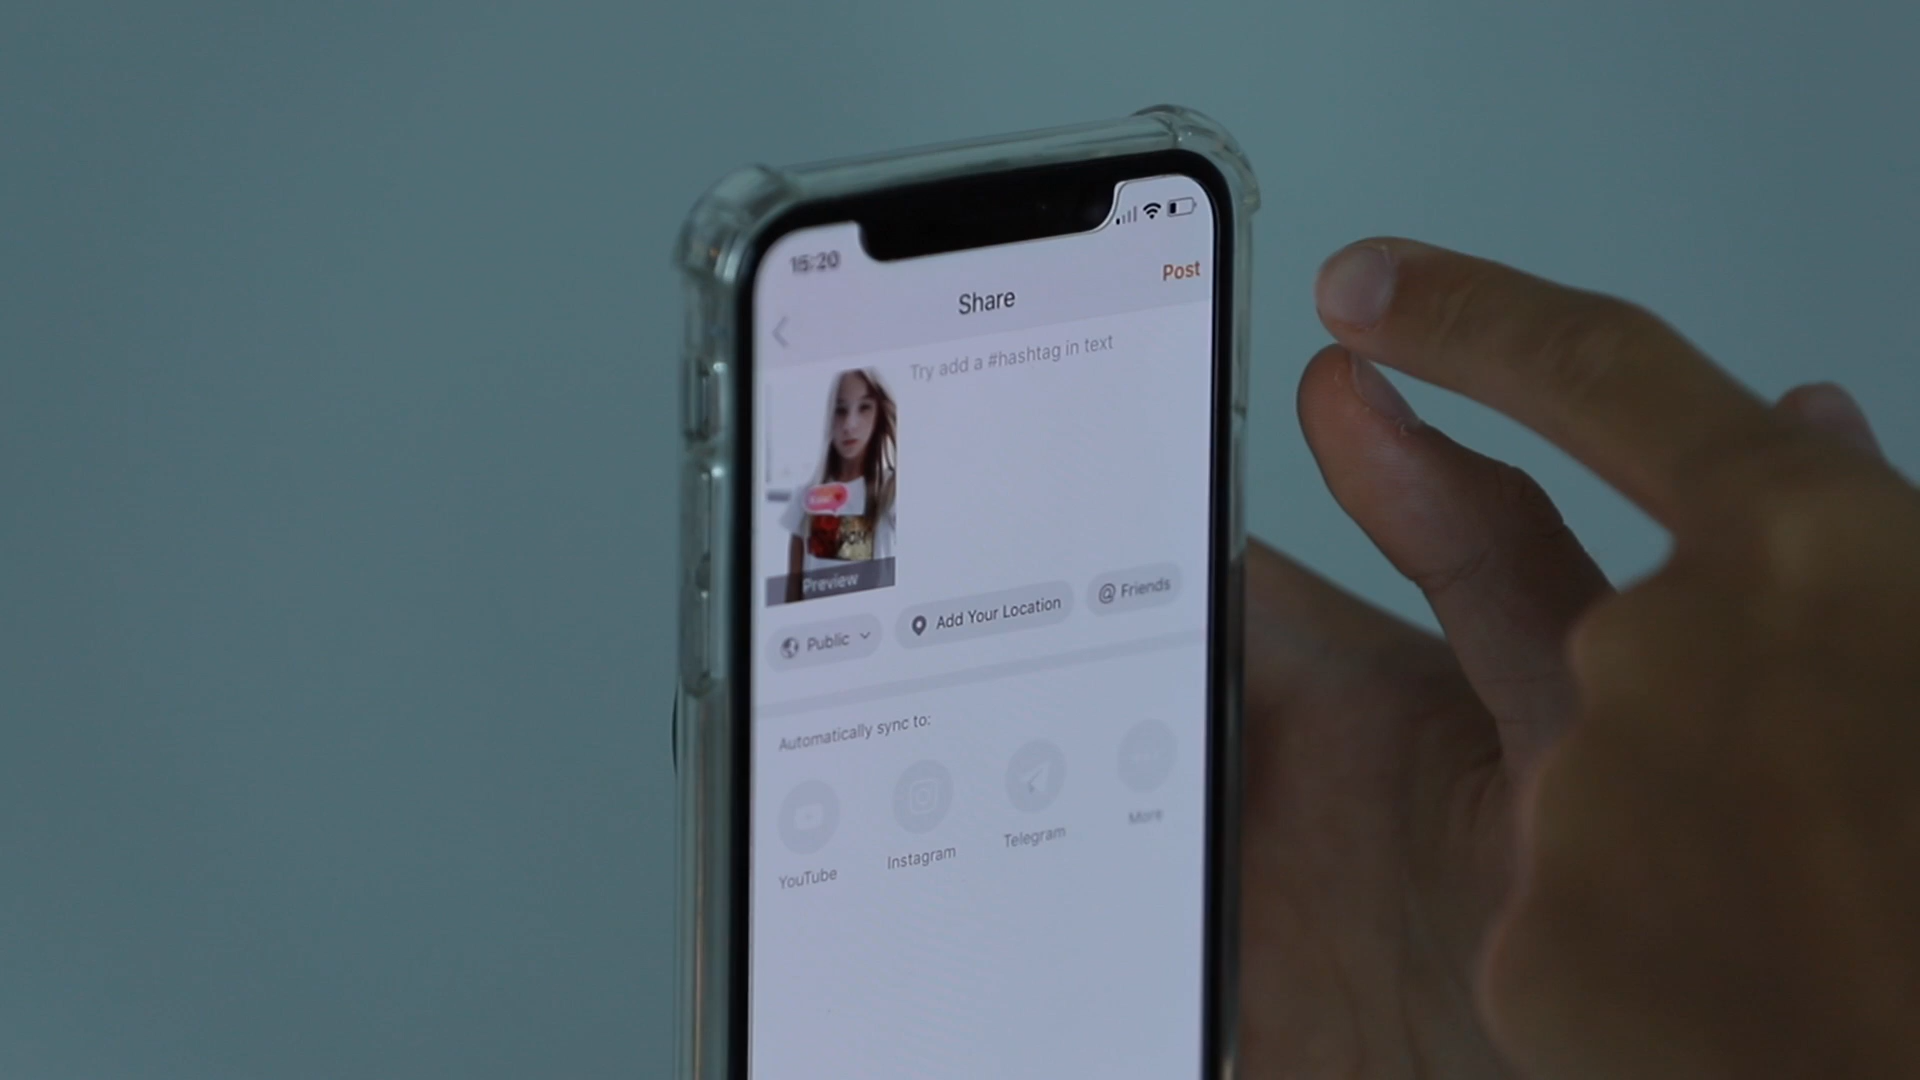 15:20
Post
Share
Try add a #hashtag in text
Preview
Public
Add Your Location
@ Friends
Automatically sync to:
YouTube
Instagram
Telegram
More